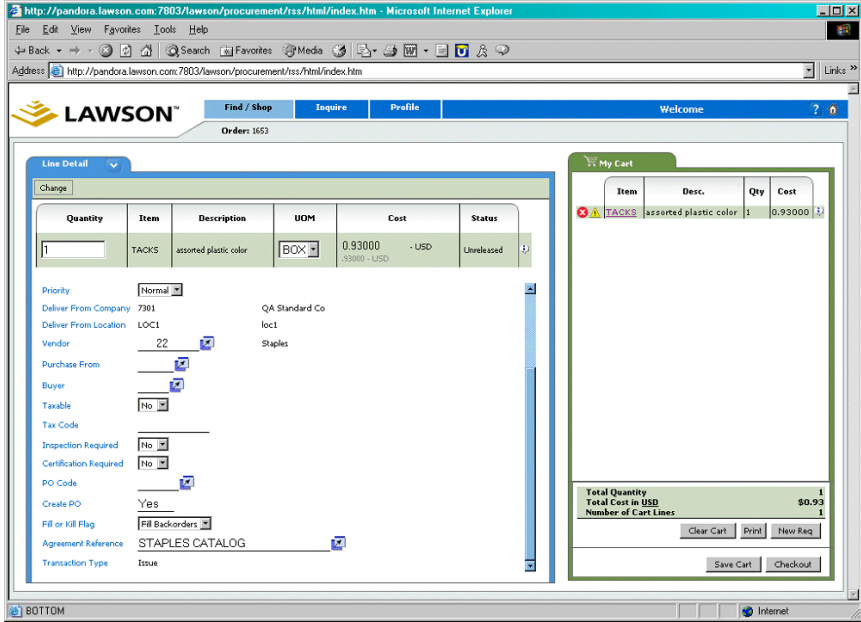 http://pandora.lawson.com:7803/lawson/procurement/rss/html/index.htm - Microsoft Internet Explorer
File Edit View Favorites Tools Help
Back Search Favorites Media
Address http://pandora.lawson.com:7803/lawson/procurement/rss/html/index.htm Links »
LAWSON™ Find / Shop Inquire Profile Welcome ?
Order: 1653
Line Detail
Change
Quantity Item Description UOM Cost Status
1 TACKS assorted plastic color BOX 0.93000 - USD Unreleased
.93000 - USD
Priority Normal
Deliver From Company 7301 QA Standard Co
Deliver From Location LOC1 loc1
Vendor 22 Staples
Purchase From
Buyer
Taxable No
Tax Code
Inspection Required No
Certification Required No
PO Code
Create PO Yes
Fill or Kill Flag Fill Backorders
Agreement Reference STAPLES CATALOG
Transaction Type Issue
My Cart
Item Desc. Qty Cost
TACKS assorted plastic color 1 0.93000
Total Quantity 1
Total Cost in USD $0.93
Number of Cart Lines 1
Clear Cart Print New Req
Save Cart Checkout
BOTTOM Internet